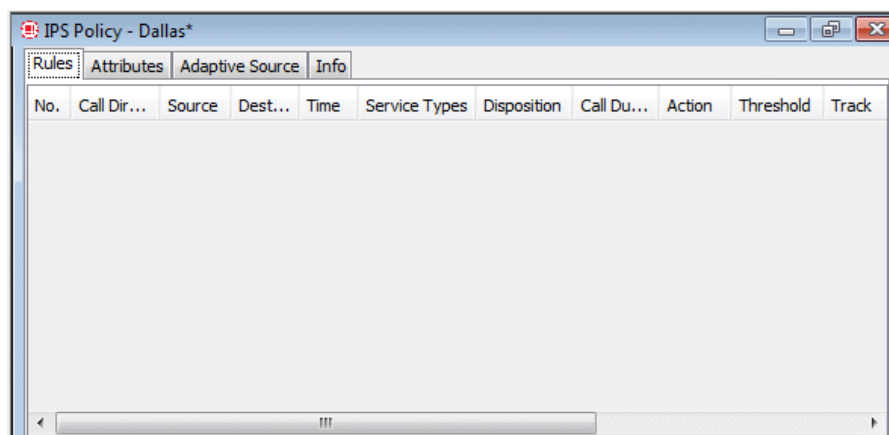 IPS Policy - Dallas*
Rules Attributes Adaptive Source Info
No. Call Dir... Source Dest... Time Service Types Disposition Call Du... Action Threshold Track